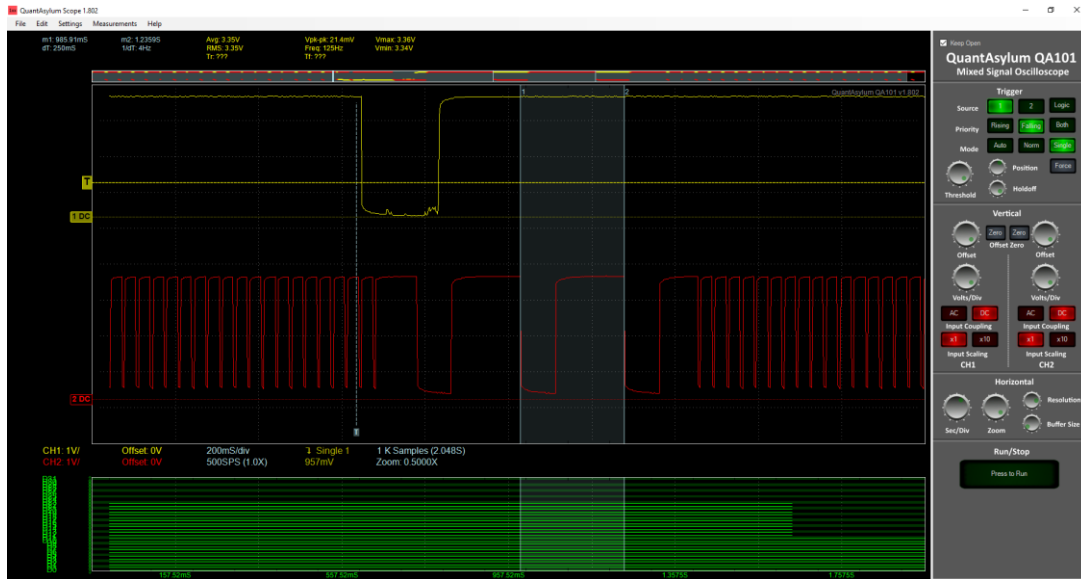 QuantAsylum Scope 1.802
File Edit Settings Measurements Help
m1: 985.91mS m2: 1.2359S Avg: 3.35V Vpk-pk: 21.4mV Vmax: 3.36V
dT: 250mS 1/dT: 4Hz RMS: 3.35V Freq: 125Hz Vmin: 3.34V
Tr: ??? Tf: ???
1 2 QuantAsylum QA101 v1.802
T
1 DC
2 DC
T
CH1: 1V/ Offset: 0V 200mS/div Single 1 1 K Samples (2.048S)
CH2: 1V/ Offset: 0V 500SPS (1.0X) 957mV Zoom: 0.5000X
157.52mS 557.52mS 957.52mS 1.3575S 1.7575S
Keep Open
QuantAsylum QA101
Mixed Signal Oscilloscope
Trigger
Source 1 2 Logic
Priority Rising Falling Both
Mode Auto Norm Single
Position Force
Threshold Holdoff
Vertical
Zero Zero
Offset Offset Zero Offset
Volts/Div Volts/Div
AC DC AC DC
Input Coupling Input Coupling
x1 x10 x1 x10
Input Scaling Input Scaling
CH1 CH2
Horizontal
Resolution
Sec/Div Zoom Buffer Size
Run/Stop
Press to Run